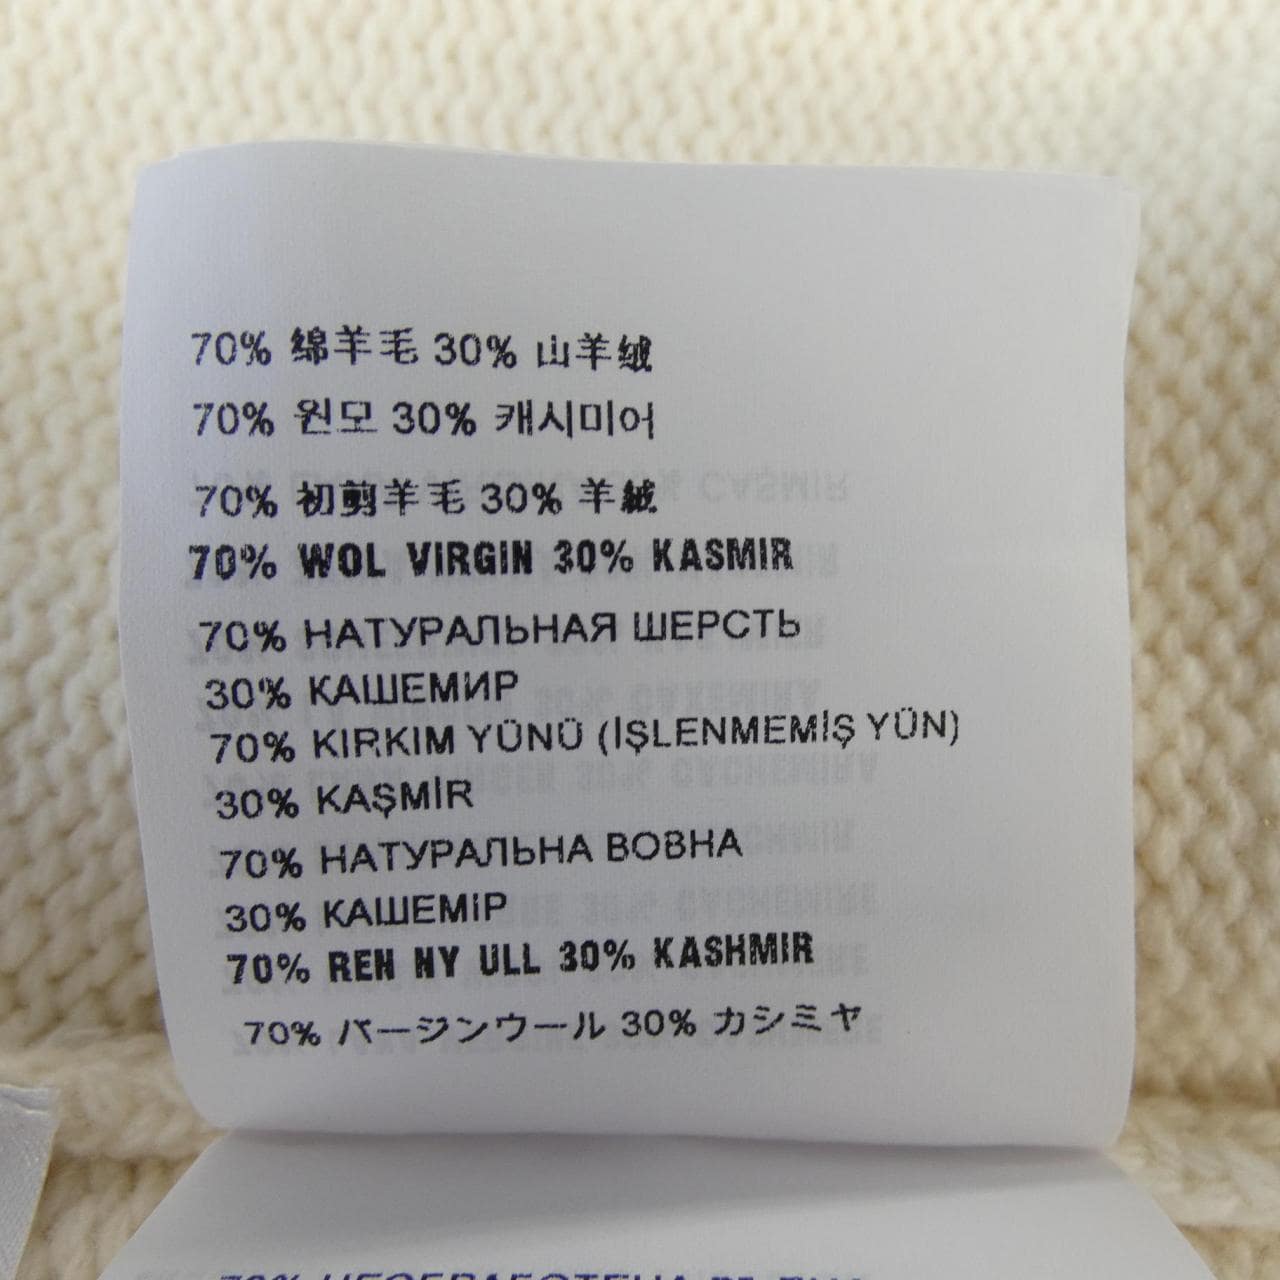 70% 绵羊毛 30% 山羊绒
70% 원모 30% 캐시미어
70% 初剪羊毛 30% 羊絨
70% WOL VIRGIN 30% KASMIR
70% НАТУРАЛЬНАЯ ШЕРСТЬ
30% КАШЕМИР
70% KIRKIM YÜNÜ (İŞLENMEMİŞ YÜN)
30% KAŞMİR
70% НАТУРАЛЬНА ВОВНА
30% КАШЕМІР
70% REN NY ULL 30% KASHMIR
70% バージンウール 30% カシミヤ